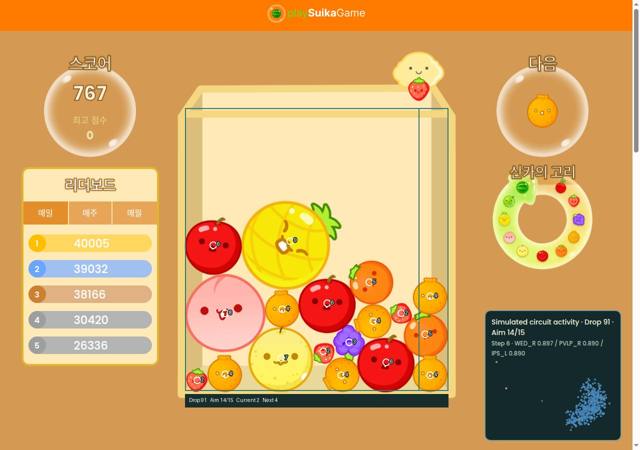 playSuikaGame
스코어
767
최고 점수
0
다음
리더보드
매일
매주
매월
1 40005
2 39032
3 38166
4 30420
5 26336
신카의 고리
Simulated circuit activity · Drop 91 ·
Aim 14/15
Step 6 · WED_R 0.897 / PVLP_R 0.890 /
IPS_L 0.890
Drop 91 Aim 14/15 Current 2 Next 4